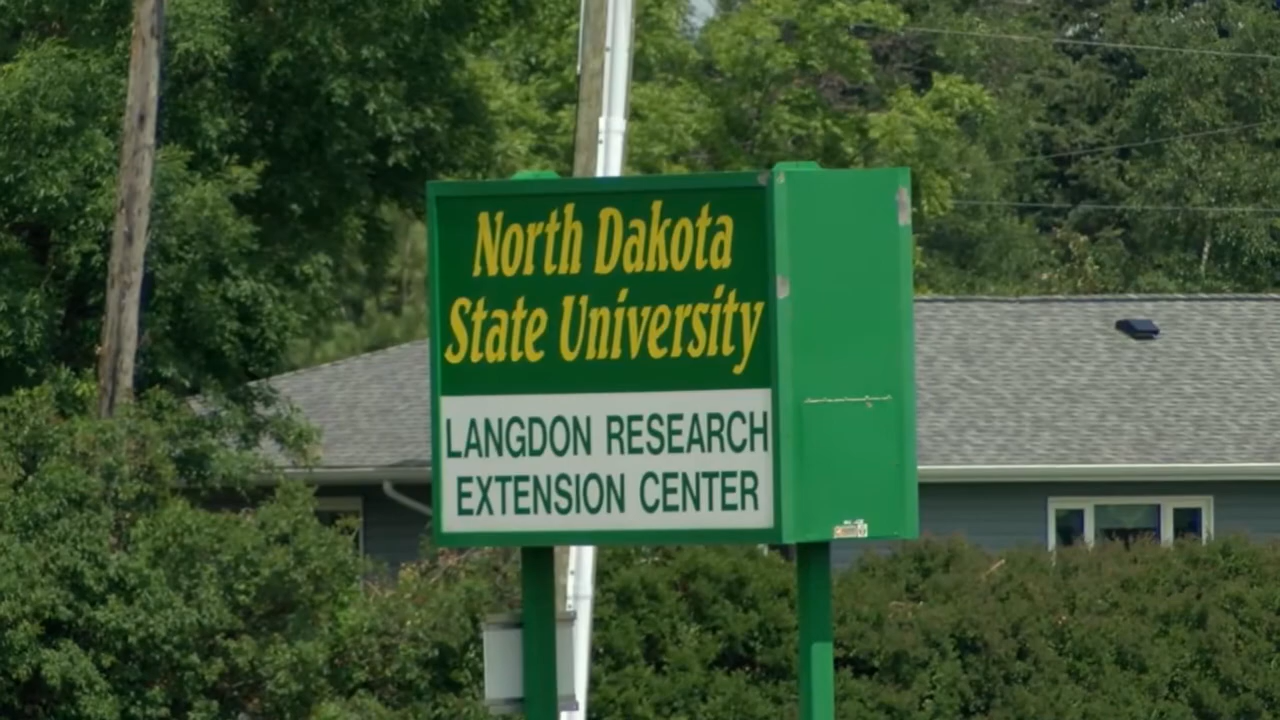 North Dakota
State University
LANGDON RESEARCH
EXTENSION CENTER